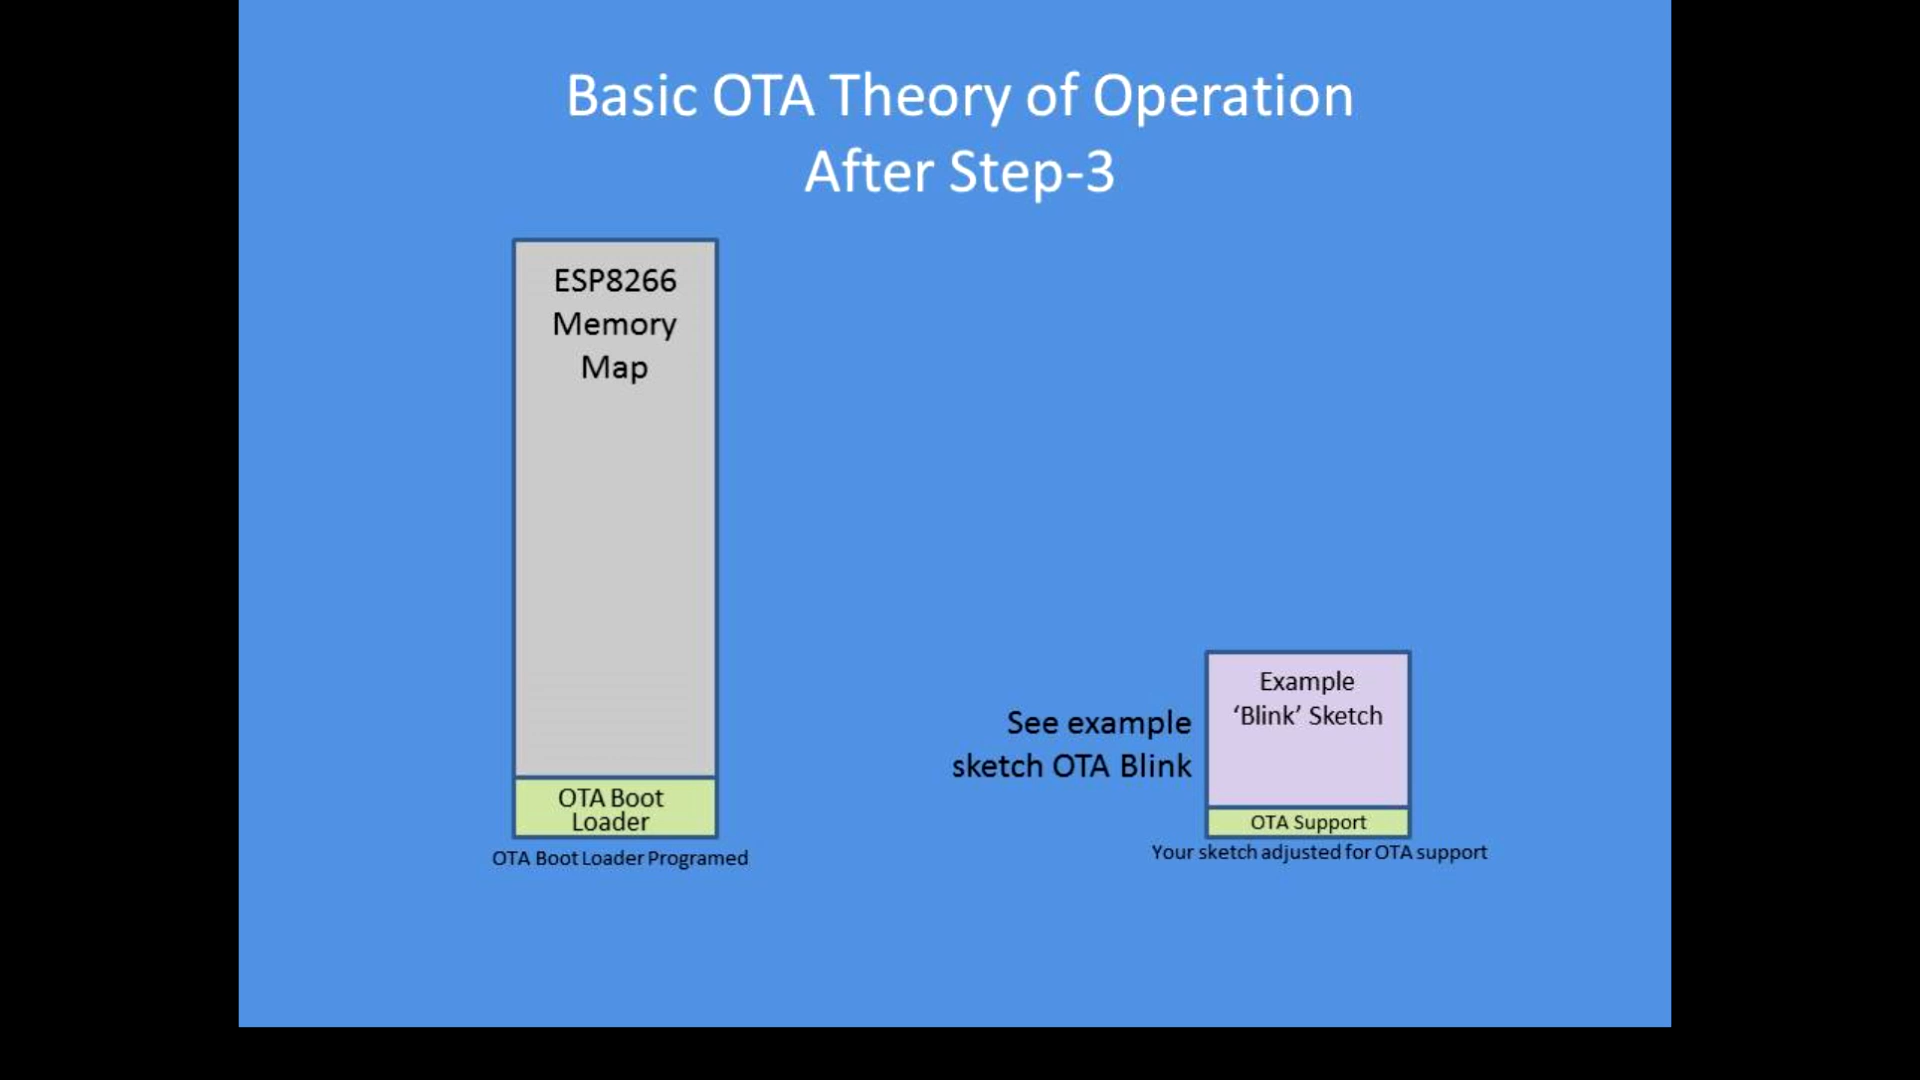 Basic OTA Theory of Operation
After Step-3
ESP8266
Memory
Map
OTA Boot
Loader
OTA Boot Loader Programed
See example
sketch OTA Blink
Example
‘Blink’ Sketch
OTA Support
Your sketch adjusted for OTA support